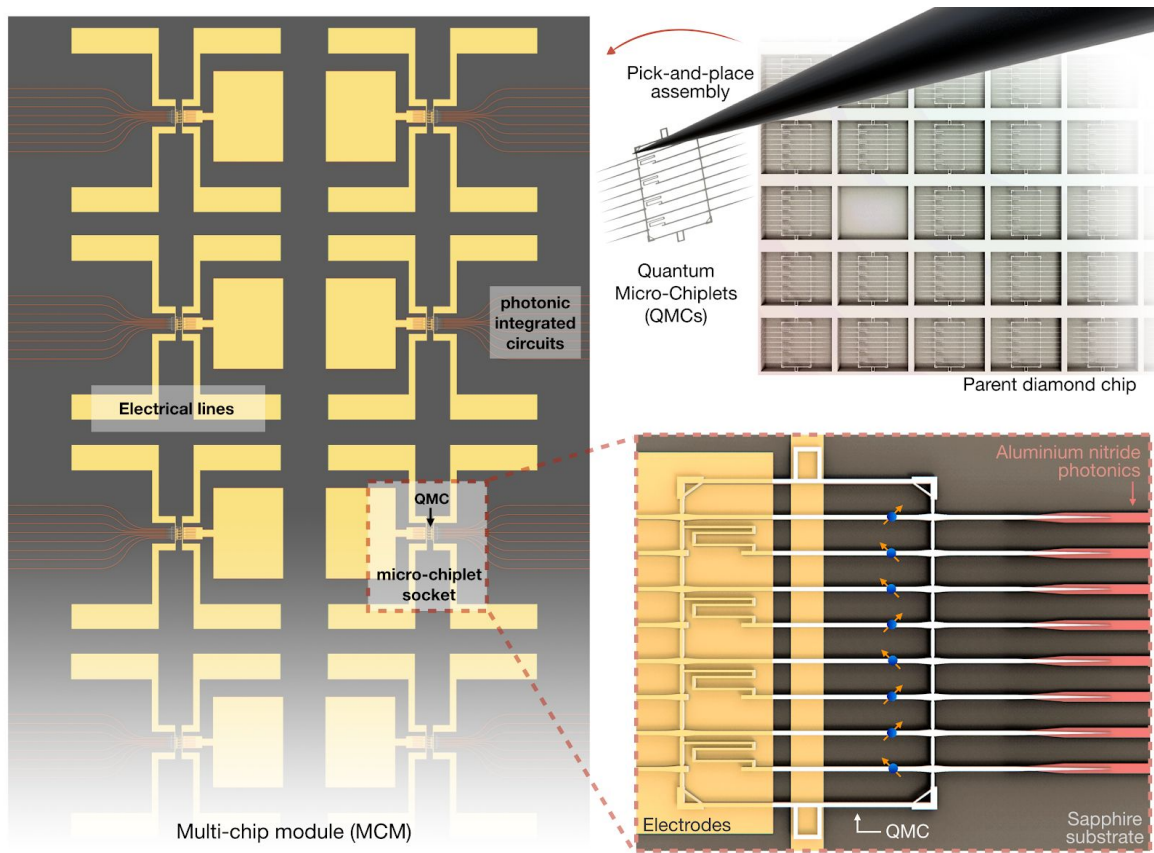 photonic
integrated
circuits
Electrical lines
QMC
micro-chiplet
socket
Multi-chip module (MCM)
Pick-and-place
assembly
Quantum
Micro-Chiplets
(QMCs)
Parent diamond chip
Aluminium nitride
photonics
Electrodes
QMC
Sapphire
substrate